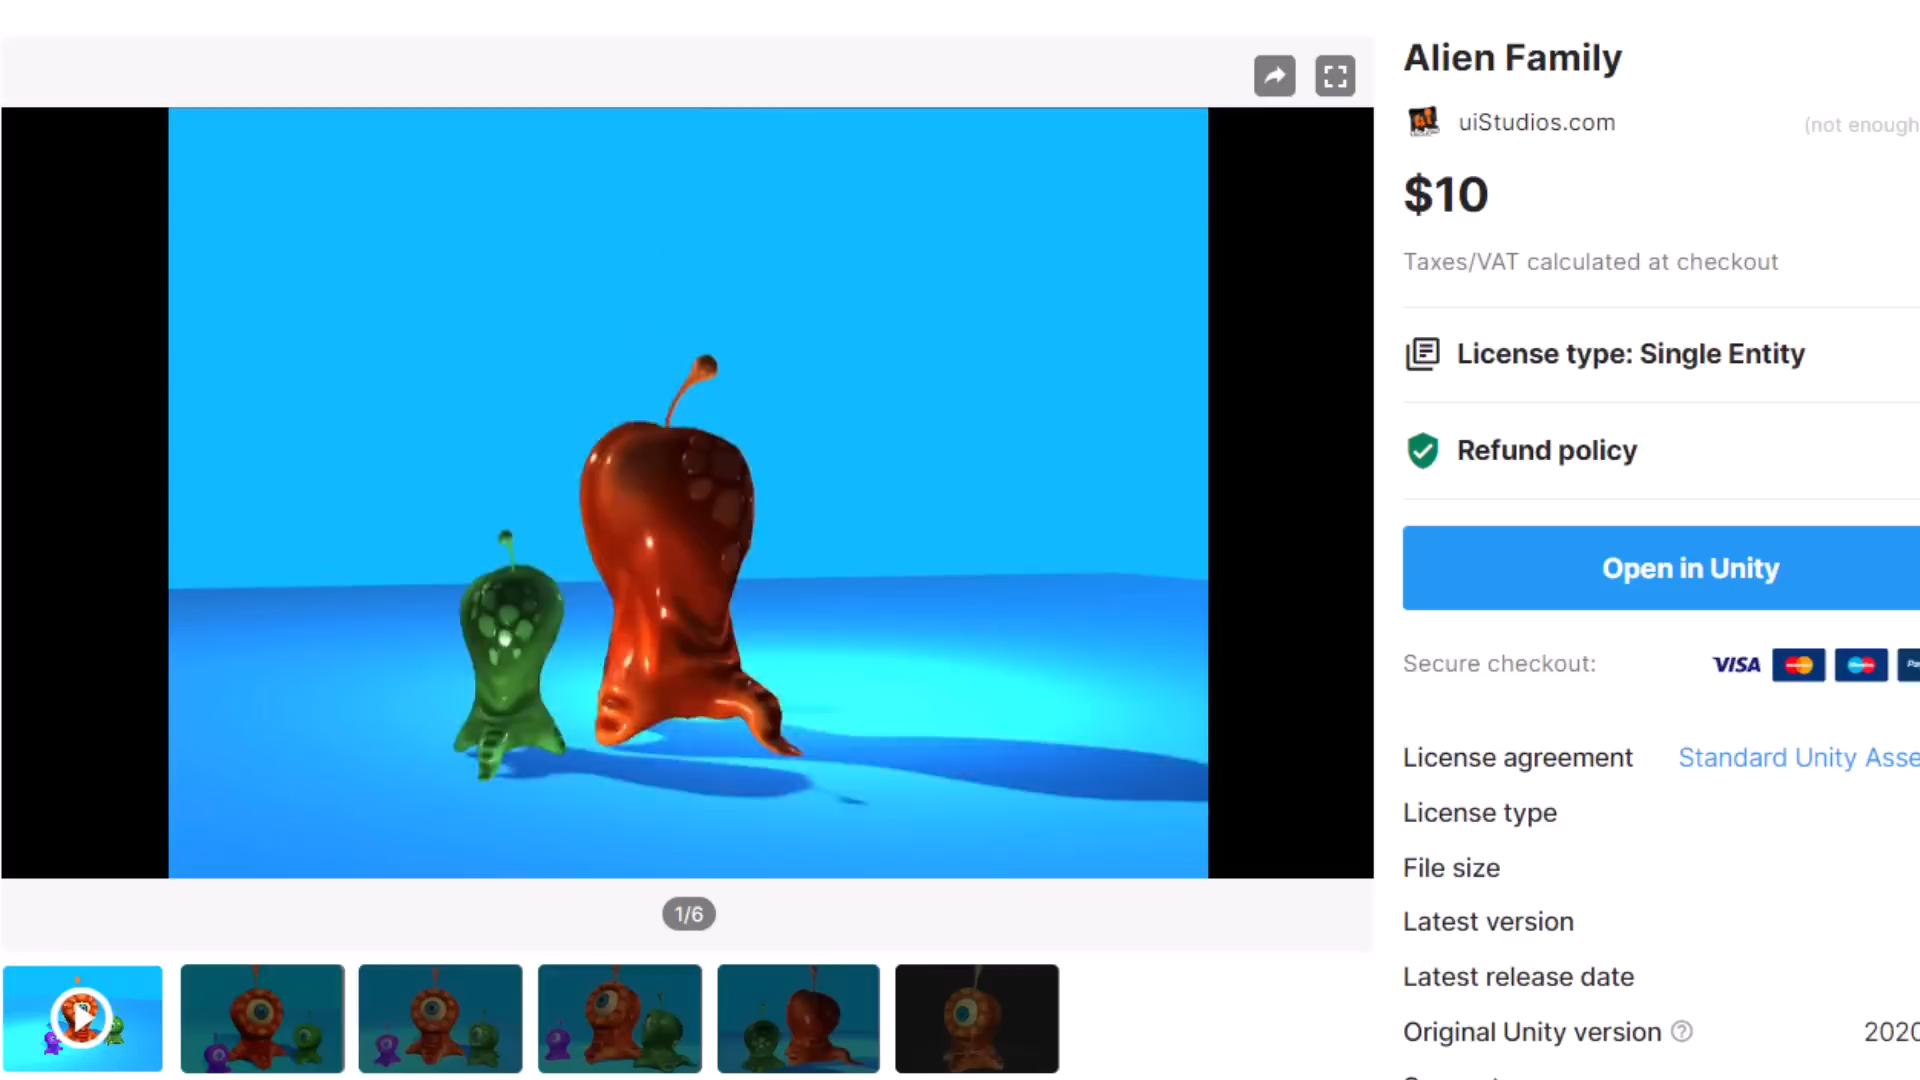 Alien Family
uiStudios.com
(not enough
$10
Taxes/VAT calculated at checkout
License type: Single Entity
Refund policy
Open in Unity
Secure checkout: VISA
License agreement Standard Unity Asse
License type
File size
Latest version
Latest release date
Original Unity version ? 2020
1/6